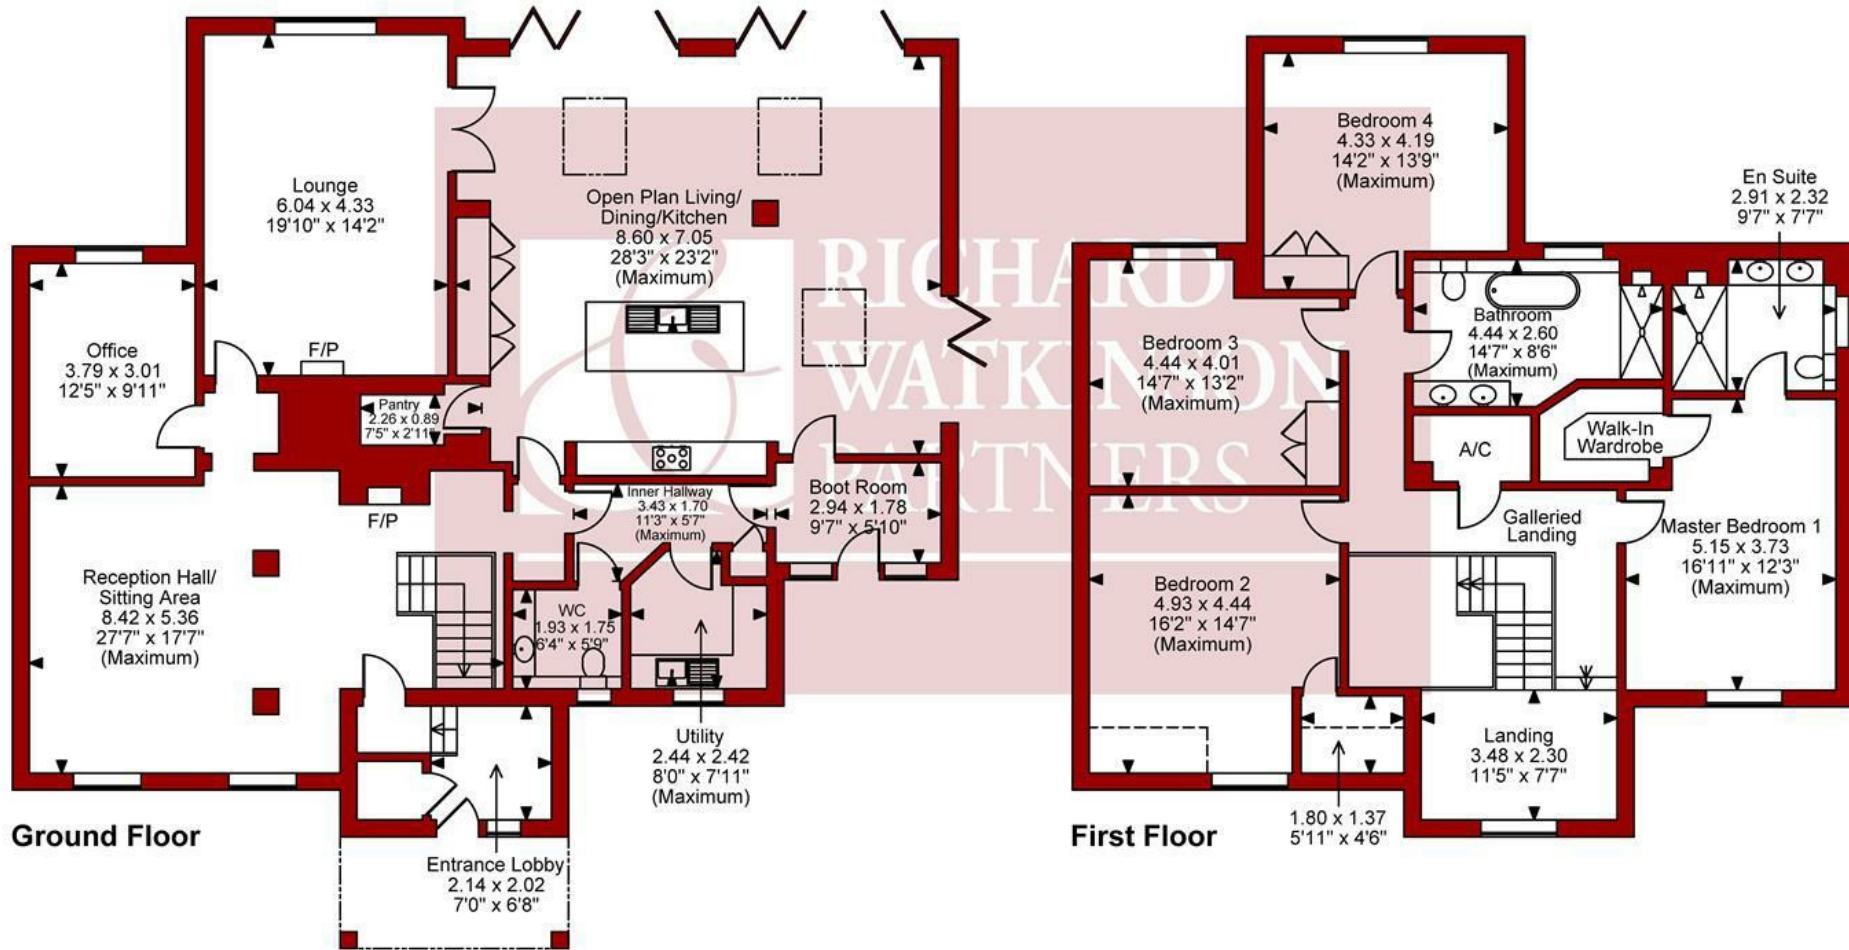 Lounge
6.04 x 4.33
19'10" x 14'2"
F/P
Office
3.79 x 3.01
12'5" x 9'11"
Pantry
2.26 x 0.89
7'5" x 2'11"
Open Plan Living/
Dining/Kitchen
8.60 x 7.05
28'3" x 23'2"
(Maximum)
F/P
Reception Hall/
Sitting Area
8.42 x 5.36
27'7" x 17'7"
(Maximum)
Inner Hallway
3.43 x 1.70
11'3" x 5'7"
(Maximum)
Boot Room
2.94 x 1.78
9'7" x 5'10"
WC
1.93 x 1.75
6'4" x 5'9"
Utility
2.44 x 2.42
8'0" x 7'11"
(Maximum)
Entrance Lobby
2.14 x 2.02
7'0" x 6'8"
Ground Floor
RICHARD
WATKINSON
PARTNERS
Bedroom 4
4.33 x 4.19
14'2" x 13'9"
(Maximum)
En Suite
2.91 x 2.32
9'7" x 7'7"
Bedroom 3
4.44 x 4.01
14'7" x 13'2"
(Maximum)
Bathroom
4.44 x 2.60
14'7" x 8'6"
(Maximum)
A/C
Walk-In
Wardrobe
Galleried
Landing
Master Bedroom 1
5.15 x 3.73
16'11" x 12'3"
(Maximum)
Bedroom 2
4.93 x 4.44
16'2" x 14'7"
(Maximum)
Landing
3.48 x 2.30
11'5" x 7'7"
1.80 x 1.37
5'11" x 4'6"
First Floor